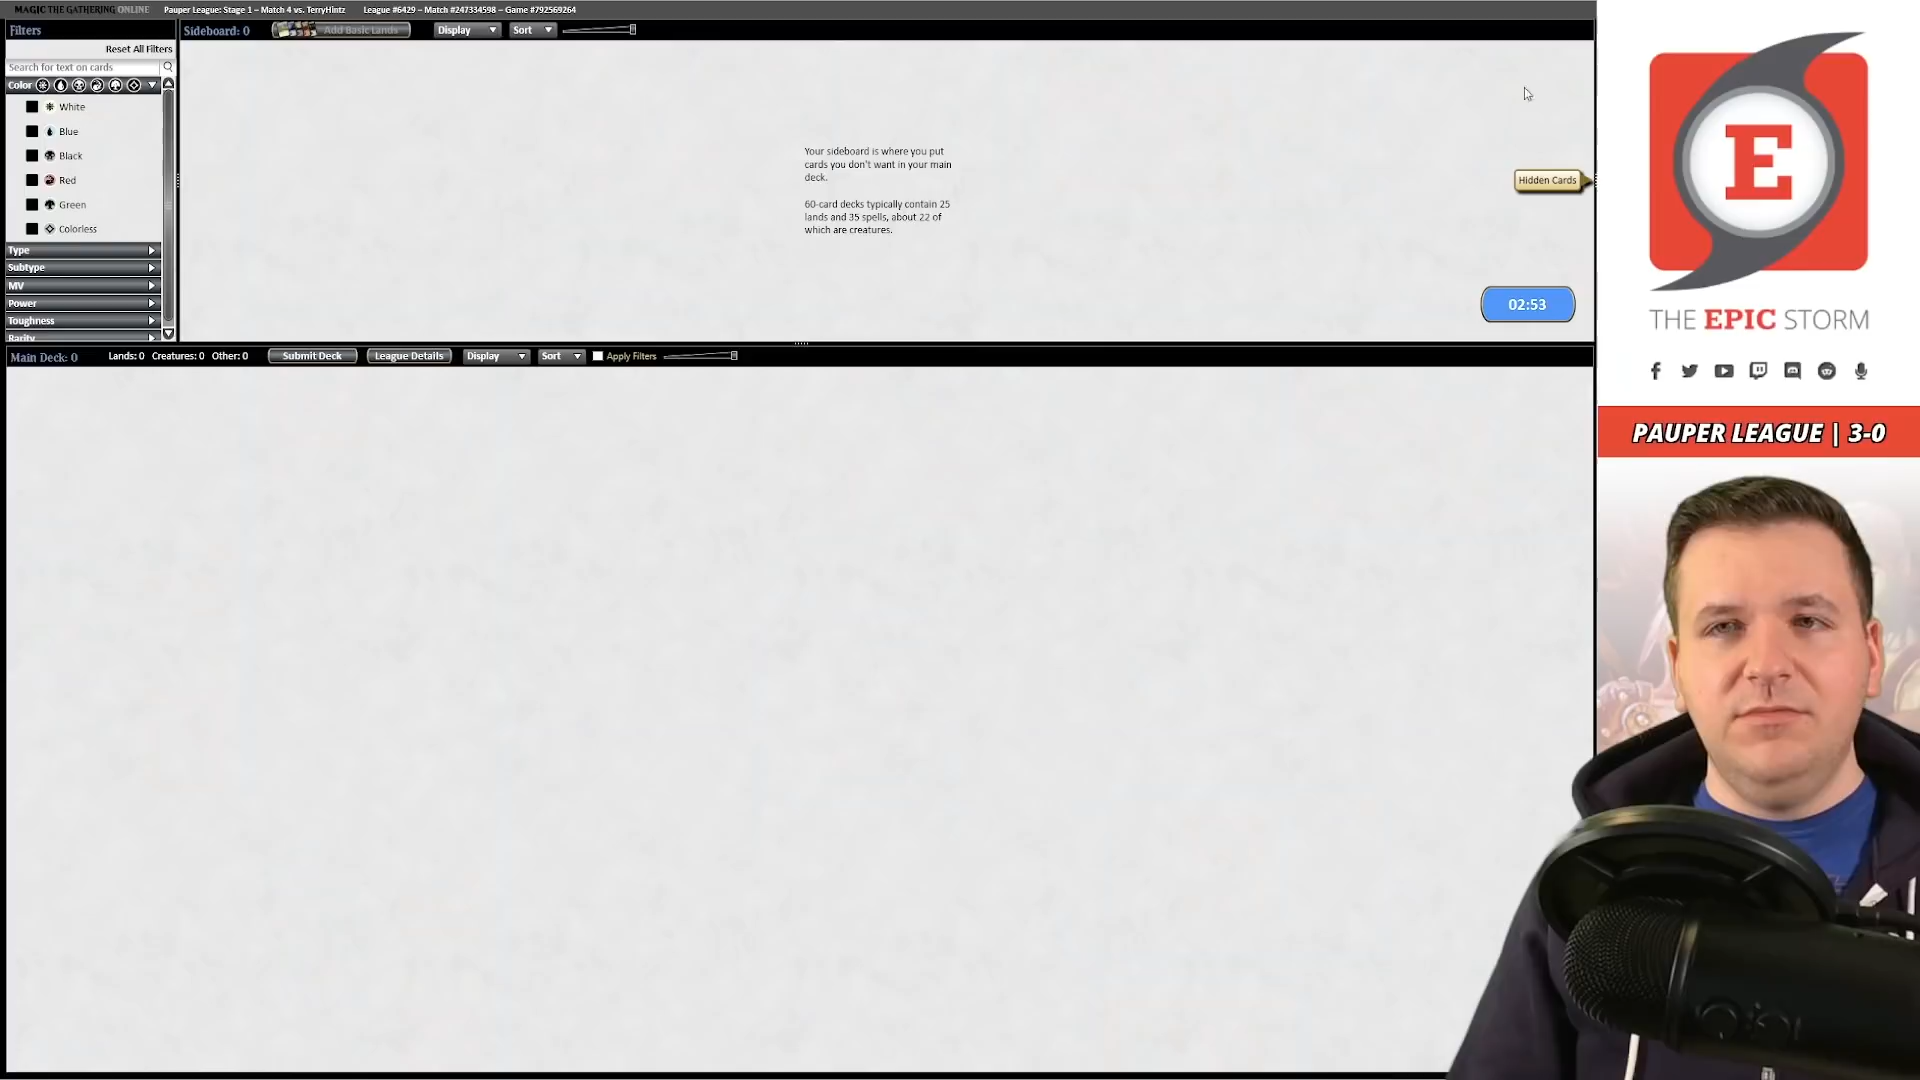 MAGIC THE GATHERING ONLINE Pauper League: Stage 1 – Match 4 vs. TerryHintz League #6429 – Match #247334598 – Game #792569264
Filters
Sideboard: 0 Add Basic Lands Display Sort
Reset All Filters
Search for text on cards
Color
White
Blue
Black
Red
Green
Colorless
Type
Subtype
MV
Power
Toughness
Rarity
Your sideboard is where you put
cards you don't want in your main
deck.
60-card decks typically contain 25
lands and 35 spells, about 22 of
which are creatures.
Hidden Cards
02:53
Main Deck: 0 Lands: 0 Creatures: 0 Other: 0 Submit Deck League Details Display Sort Apply Filters
E
THE EPIC STORM
PAUPER LEAGUE | 3-0